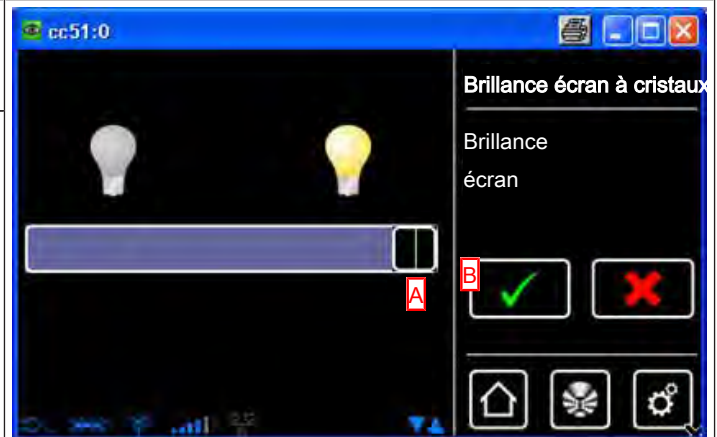 cc51:0
Brillance écran à cristaux
Brillance
écran
A
B